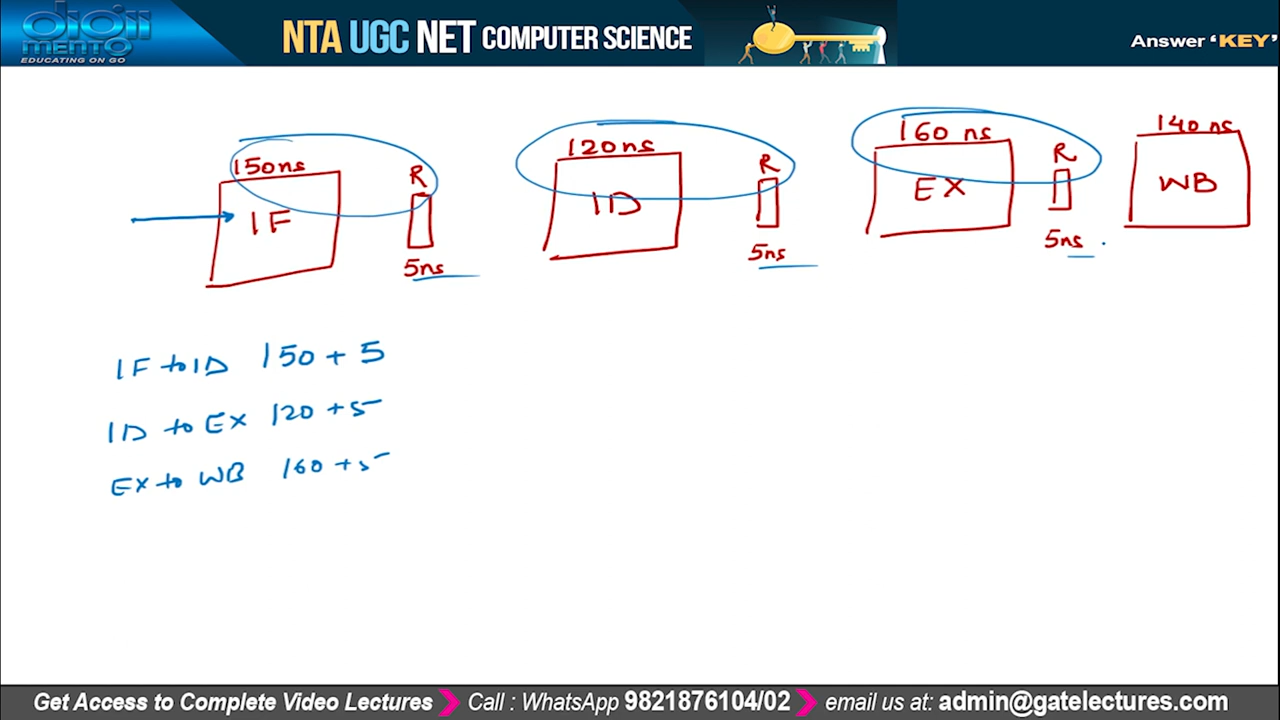 didii
MENTO
EDUCATING ON GO
NTA UGC NET COMPUTER SCIENCE
Answer ‘KEY’
150ns
IF
R
5ns
120ns
ID
R
5ns
160 ns
EX
R
5ns
140 ns
WB
IF to ID 150 + 5
ID to EX 120 + 5
EX to WB 160 + 5
Get Access to Complete Video Lectures
Call : WhatsApp 9821876104/02
email us at: admin@gatelectures.com